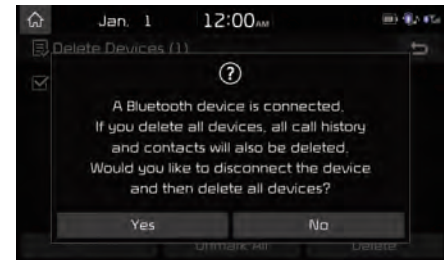 Jan. 1 12:00 AM
Delete Devices (1)
A Bluetooth device is connected.
If you delete all devices, all call history
and contacts will also be deleted.
Would you like to disconnect the device
and then delete all devices?
Yes No
Unmark All Delete